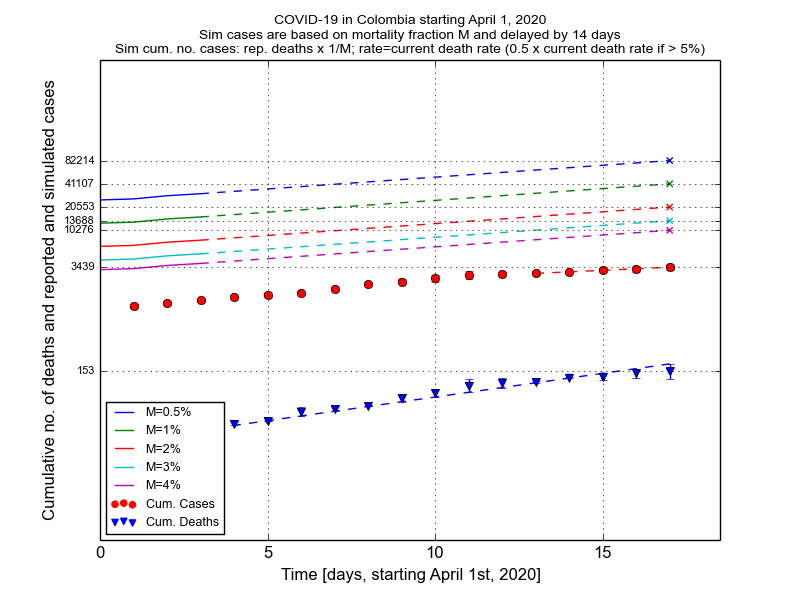 COVID-19 in Colombia starting April 1, 2020
Sim cases are based on mortality fraction M and delayed by 14 days
Sim cum. no. cases: rep. deaths x 1/M; rate=current death rate (0.5 x current death rate if > 5%)
Cumulative no. of deaths and reported and simulated cases
82214
41107
20553
13688
10276
3439
153
M=0.5%
M=1%
M=2%
M=3%
M=4%
Cum. Cases
Cum. Deaths
0 5 10 15
Time [days, starting April 1st, 2020]